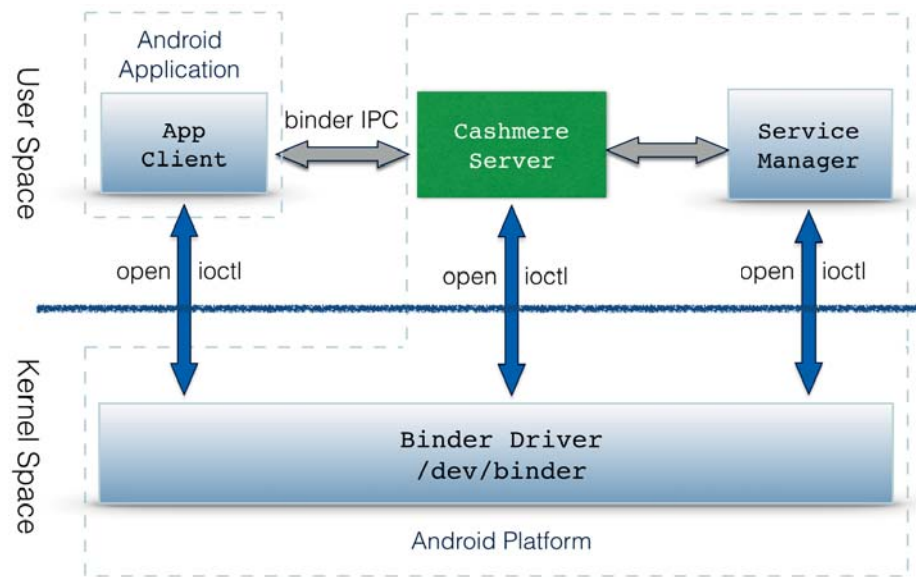 User Space
Android
Application
App
Client
binder IPC
Cashmere
Server
Service
Manager
open ioctl
open ioctl
open ioctl
Kernel Space
Binder Driver
/dev/binder
Android Platform